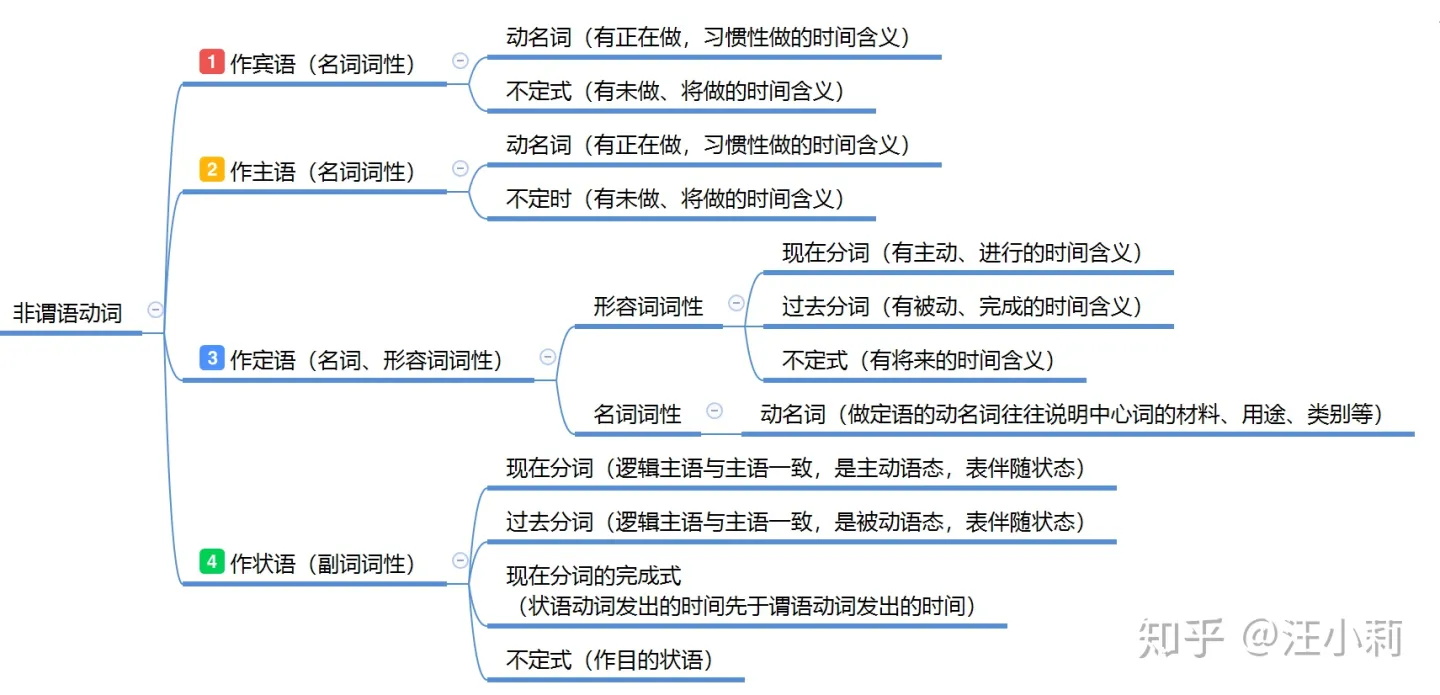 非谓语动词
1 作宾语（名词词性）
动名词（有正在做，习惯性做的时间含义）
不定式（有未做、将做的时间含义）
2 作主语（名词词性）
动名词（有正在做，习惯性做的时间含义）
不定时（有未做、将做的时间含义）
3 作定语（名词、形容词词性）
形容词词性
现在分词（有主动、进行的时间含义）
过去分词（有被动、完成的时间含义）
不定式（有将来的时间含义）
名词词性
动名词（做定语的动名词往往说明中心词的材料、用途、类别等）
4 作状语（副词词性）
现在分词（逻辑主语与主语一致，是主动语态，表伴随状态）
过去分词（逻辑主语与主语一致，是被动语态，表伴随状态）
现在分词的完成式
（状语动词发出的时间先于谓语动词发出的时间）
不定式（作目的状语）
知乎 @汪小莉